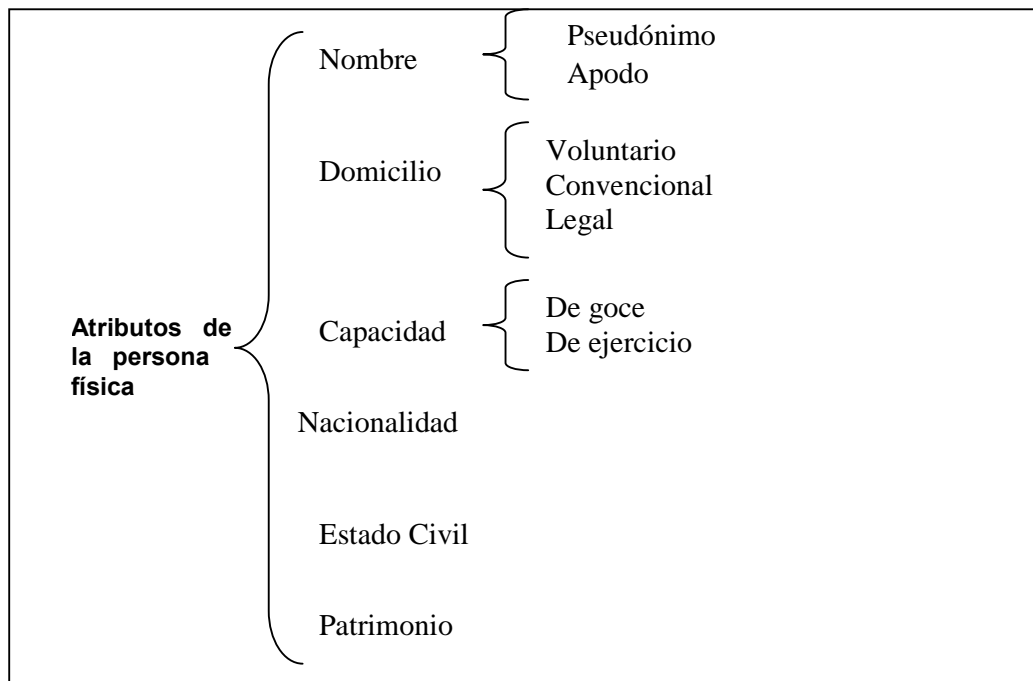 Atributos de
la persona
física
Nombre
Pseudónimo
Apodo
Domicilio
Voluntario
Convencional
Legal
Capacidad
De goce
De ejercicio
Nacionalidad
Estado Civil
Patrimonio